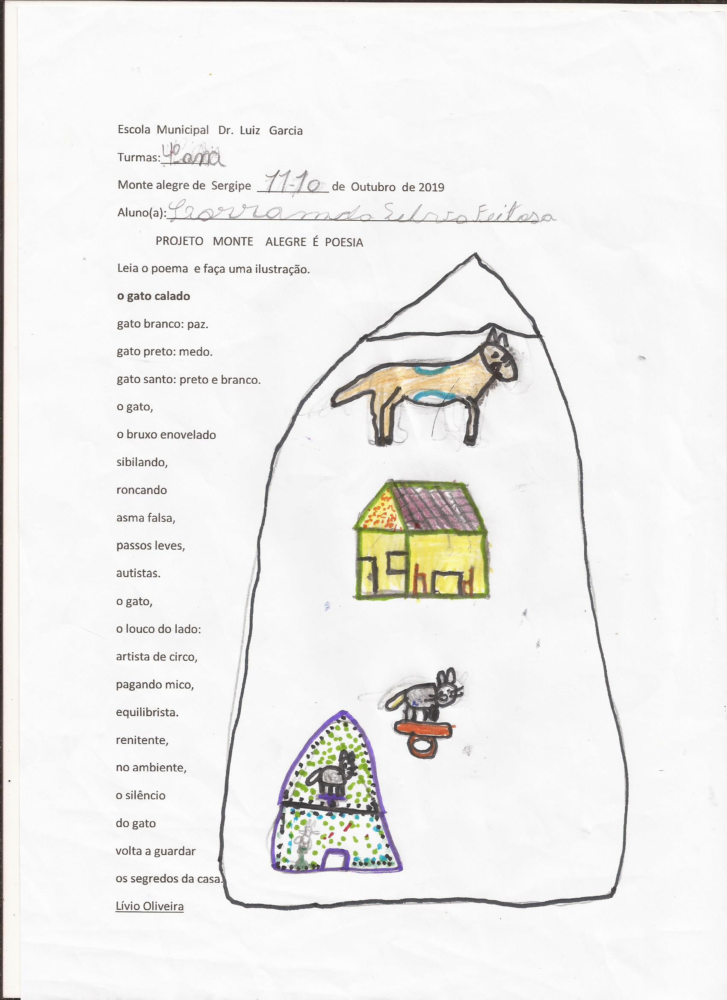 Escola Municipal Dr. Luiz Garcia
Turmas: 4º ano
Monte alegre de Sergipe 11-10 de Outubro de 2019
Aluno(a): Feitosa
PROJETO MONTE ALEGRE É POESIA
Leia o poema e faça uma ilustração.
o gato calado
gato branco: paz.
gato preto: medo.
gato santo: preto e branco.
o gato,
o bruxo enovelado
sibilando,
roncando
asma falsa,
passos leves,
autistas.
o gato,
o louco do lado:
artista de circo,
pagando mico,
equilibrista.
renitente,
no ambiente,
o silêncio
do gato
volta a guardar
os segredos da casa.
Lívio Oliveira